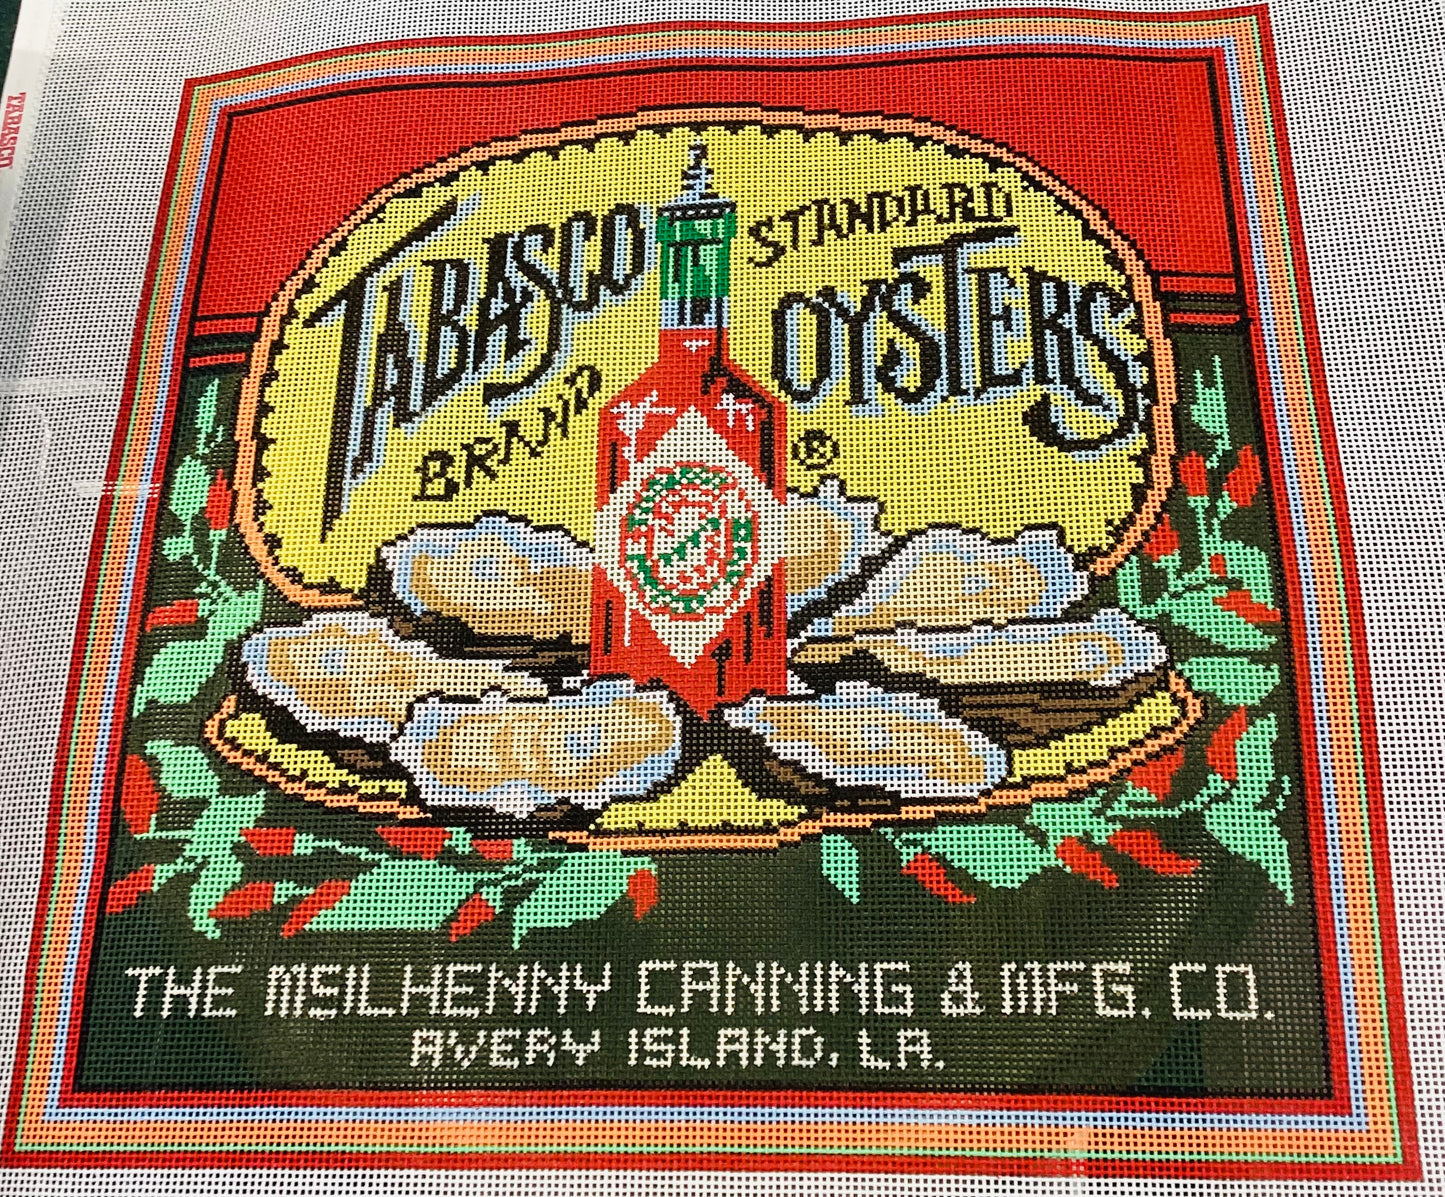 TABASCO
TABASCO
BRAND
STANDARD
OYSTERS
®
THE MSILHENNY CANNING & MFG. CO.
AVERY ISLAND, LA.